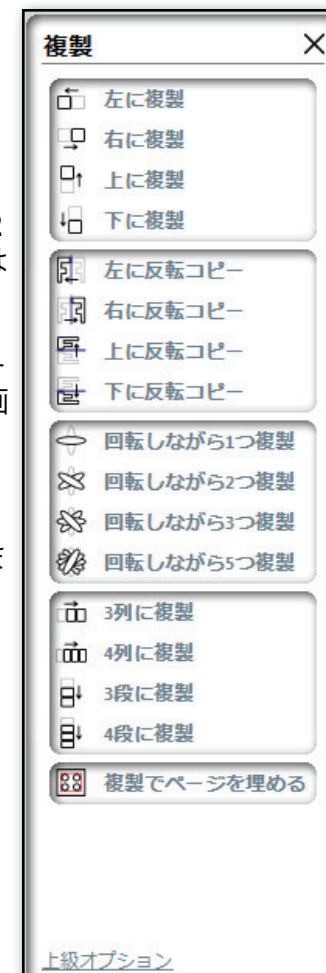 複製
左に複製
右に複製
上に複製
下に複製
左に反転コピー
右に反転コピー
上に反転コピー
下に反転コピー
回転しながら1つ複製
回転しながら2つ複製
回転しながら3つ複製
回転しながら5つ複製
3列に複製
4列に複製
3段に複製
4段に複製
複製でページを埋める
上級オプション